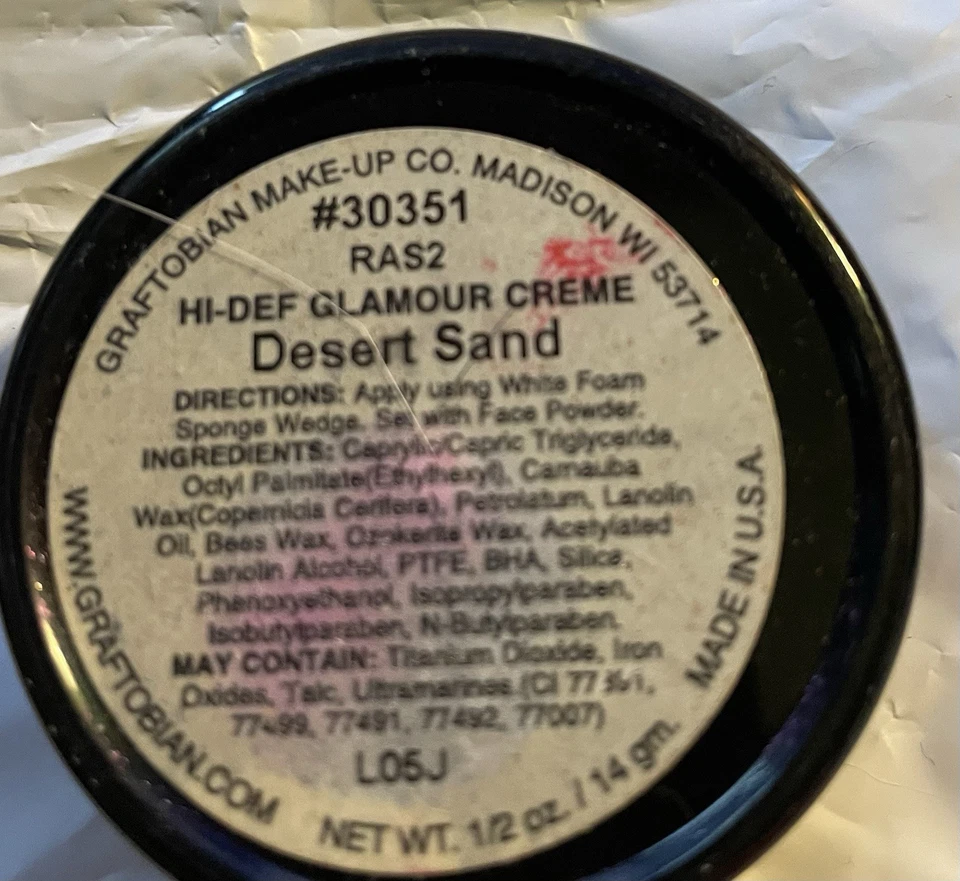 GRAFTOBIAN MAKE-UP CO. MADISON WI 53714
#30351
RAS2
HI-DEF GLAMOUR CREME
Desert Sand
DIRECTIONS: Apply using White Foam
Sponge Wedge. Set with Face Powder.
INGREDIENTS: Caprylic/Capric Triglyceride,
Octyl Palmitate(Ethylhexyl), Carnauba
Wax(Copernicia Cerifera), Petrolatum, Lanolin
Oil, Bees Wax, Ozokerite Wax, Acetylated
Lanolin Alcohol, PTFE, BHA, Silica,
Phenoxyethanol, Isopropylparaben,
Isobutylparaben, N-Butylparaben.
MAY CONTAIN: Titanium Dioxide, Iron
Oxides, Talc, Ultramarines (CI
77499, 77491, 77492, 77007)
L05J
WWW.GRAFTOBIAN.COM
NET WT. 1/2 oz. / 14 gm.
MADE IN U.S.A.